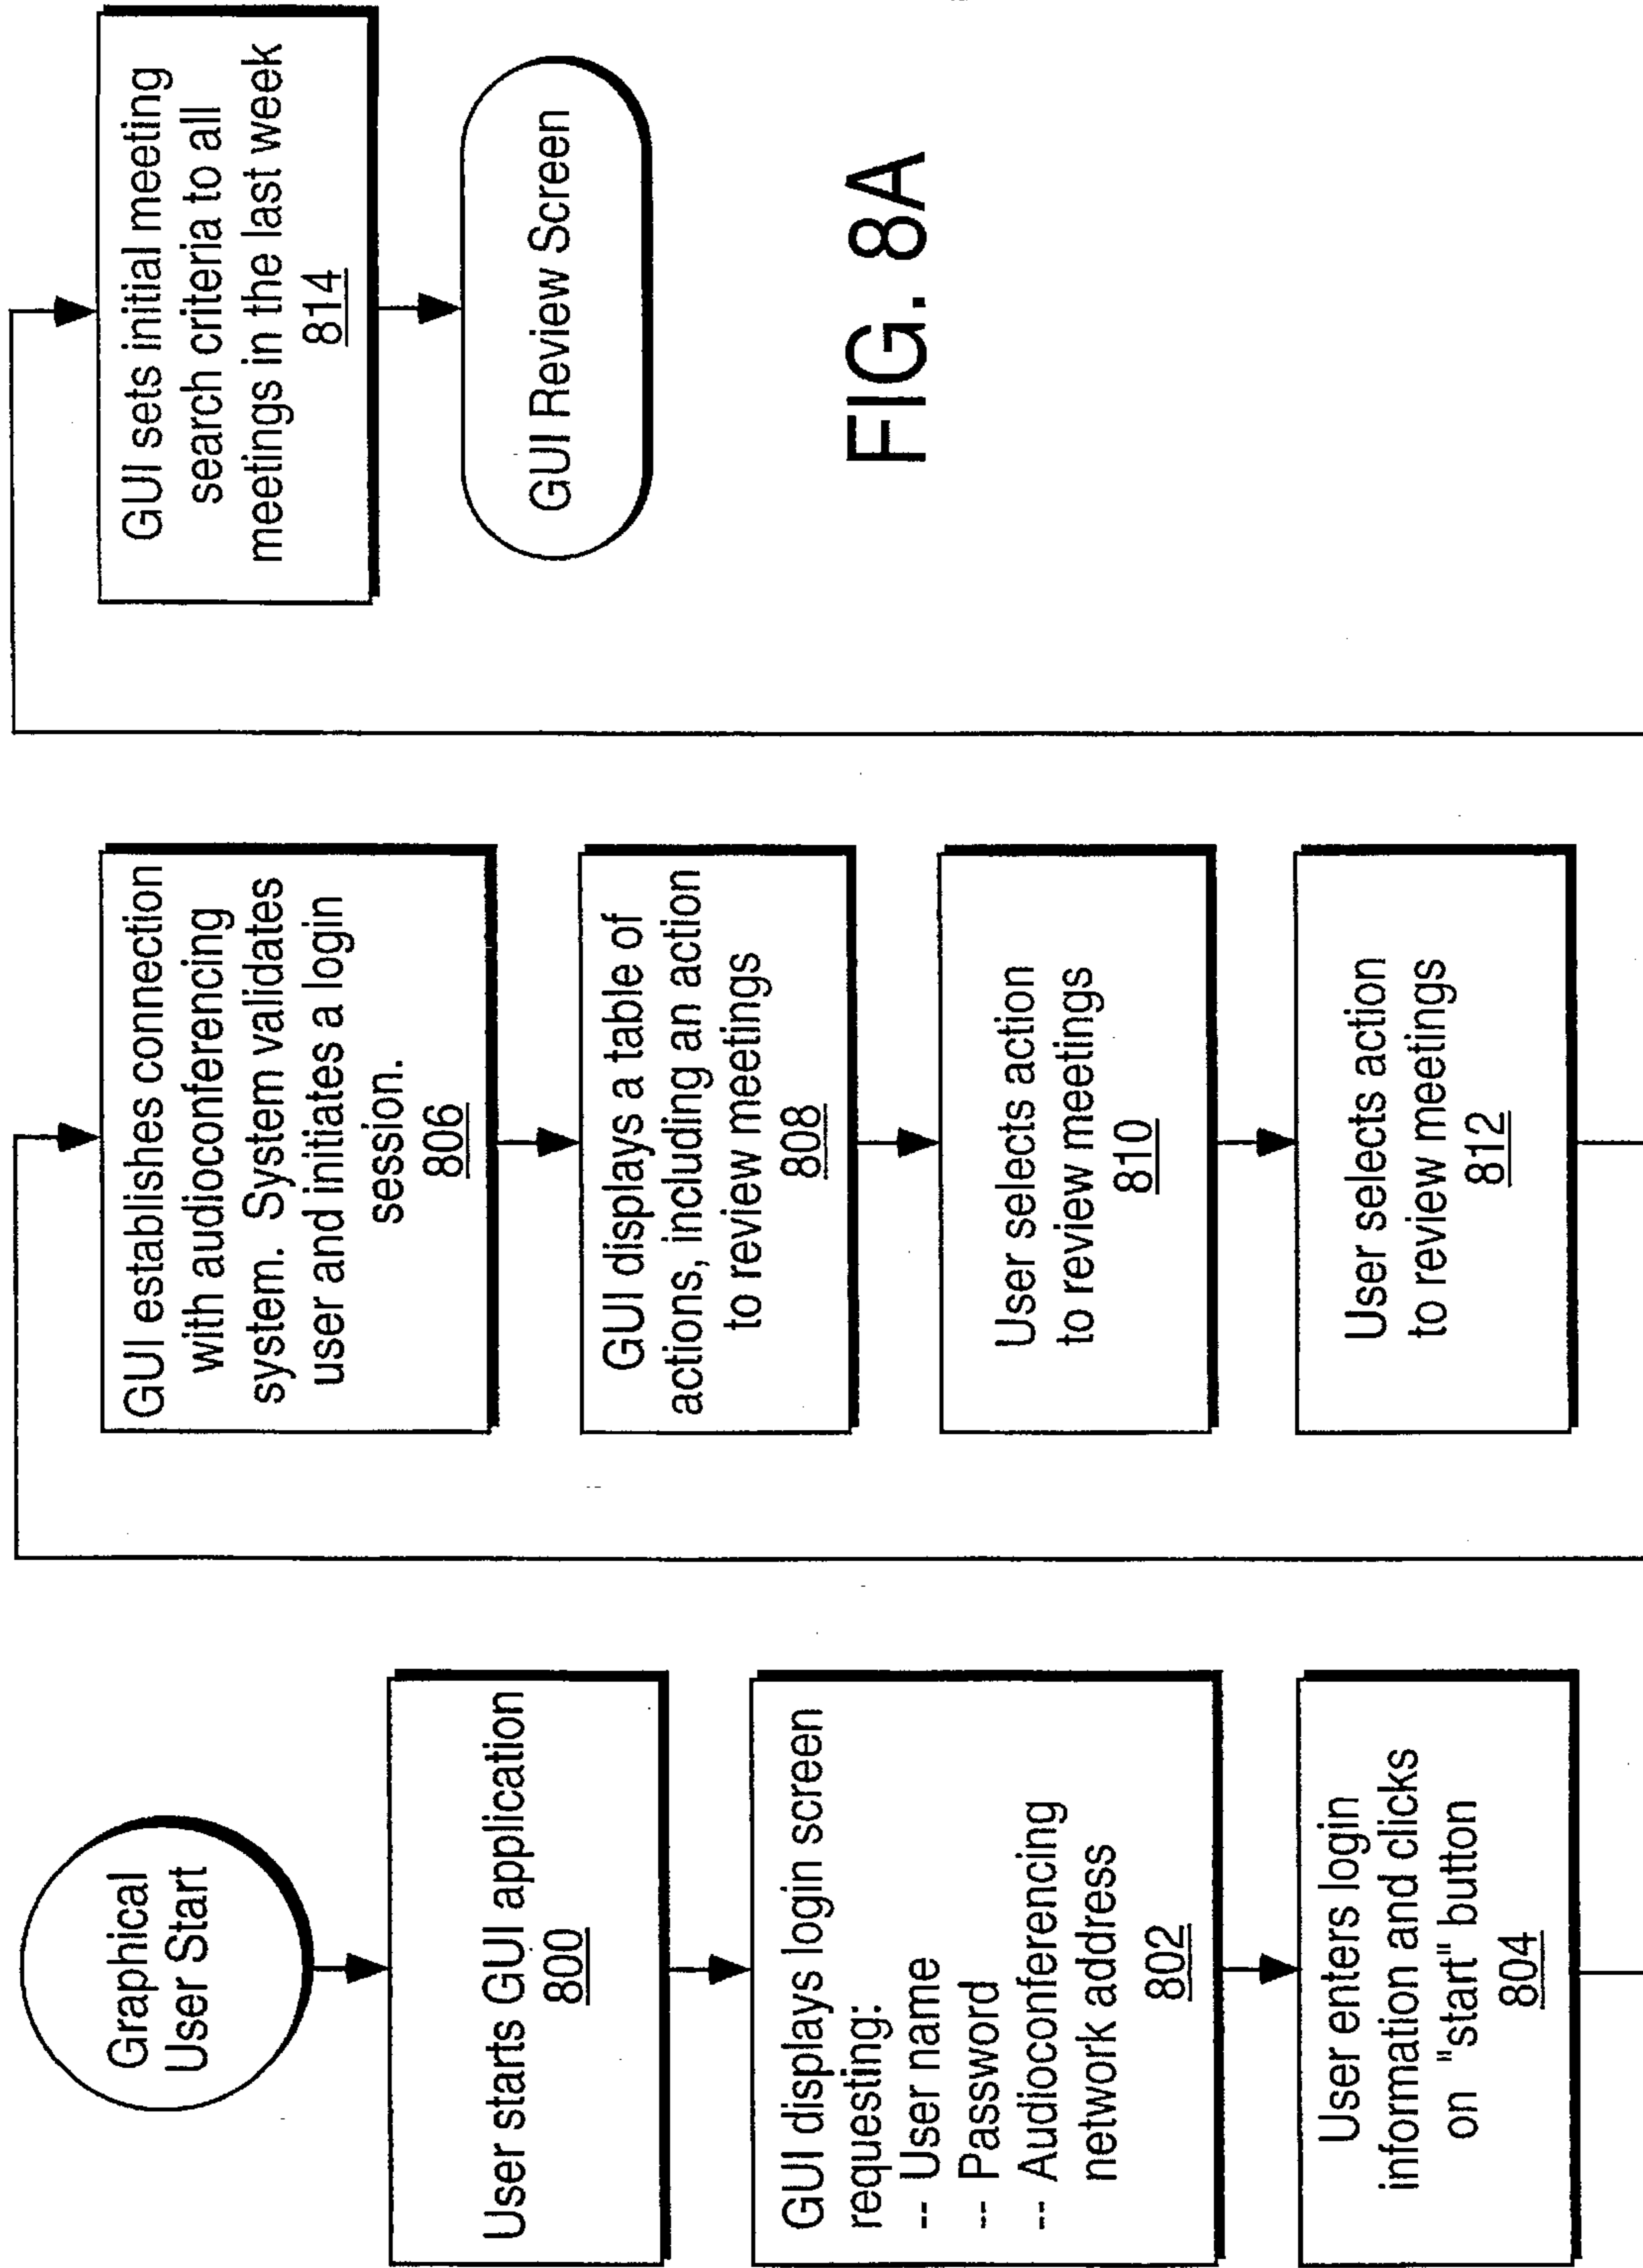 Graphical
User Start
User starts GUI application
800
GUI displays login screen
requesting:
-- User name
-- Password
-- Audioconferencing
network address
802
User enters login
information and clicks
on "start" button
804
GUI establishes connection
with audioconferencing
system.  System validates
user and initiates a login
session.
806
GUI displays a table of
actions, including an action
to review meetings
808
User selects action
to review meetings
810
User selects action
to review meetings
812
GUI sets initial meeting
search criteria to all
meetings in the last week
814
GUI Review Screen
FIG. 8A